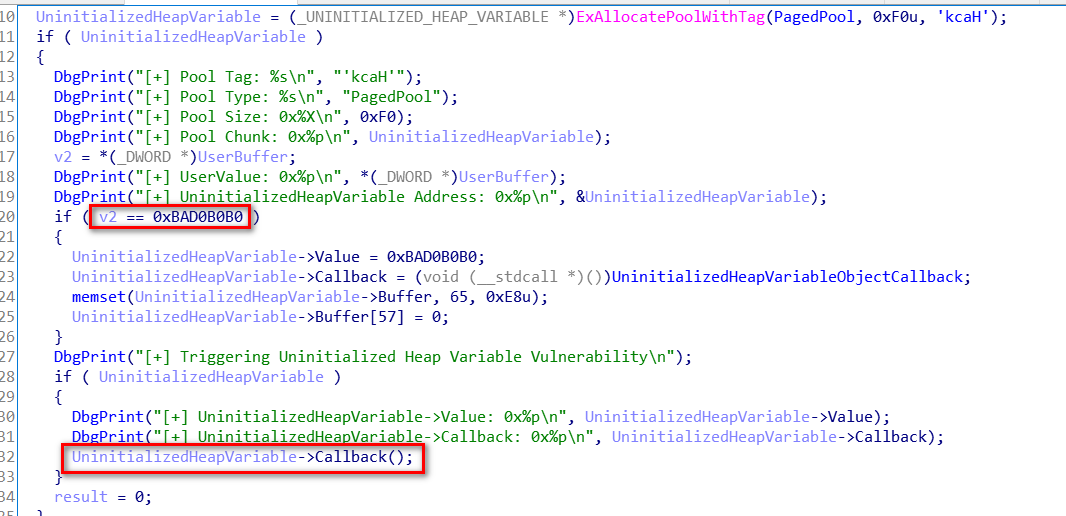 10 UninitializedHeapVariable = (_UNINITIALIZED_HEAP_VARIABLE *)ExAllocatePoolWithTag(PagedPool, 0xF0u, 'kcaH');
11 if ( UninitializedHeapVariable )
12 {
13 DbgPrint("[+] Pool Tag: %s\n", "'kcaH'");
14 DbgPrint("[+] Pool Type: %s\n", "PagedPool");
15 DbgPrint("[+] Pool Size: 0x%X\n", 0xF0);
16 DbgPrint("[+] Pool Chunk: 0x%p\n", UninitializedHeapVariable);
17 v2 = *(_DWORD *)UserBuffer;
18 DbgPrint("[+] UserValue: 0x%p\n", *(_DWORD *)UserBuffer);
19 DbgPrint("[+] UninitializedHeapVariable Address: 0x%p\n", &UninitializedHeapVariable);
20 if ( v2 == 0xBAD0B0B0 )
21 {
22 UninitializedHeapVariable->Value = 0xBAD0B0B0;
23 UninitializedHeapVariable->Callback = (void (__stdcall *)())UninitializedHeapVariableObjectCallback;
24 memset(UninitializedHeapVariable->Buffer, 65, 0xE8u);
25 UninitializedHeapVariable->Buffer[57] = 0;
26 }
27 DbgPrint("[+] Triggering Uninitialized Heap Variable Vulnerability\n");
28 if ( UninitializedHeapVariable )
29 {
30 DbgPrint("[+] UninitializedHeapVariable->Value: 0x%p\n", UninitializedHeapVariable->Value);
31 DbgPrint("[+] UninitializedHeapVariable->Callback: 0x%p\n", UninitializedHeapVariable->Callback);
32 UninitializedHeapVariable->Callback();
33 }
34 result = 0;
35 }